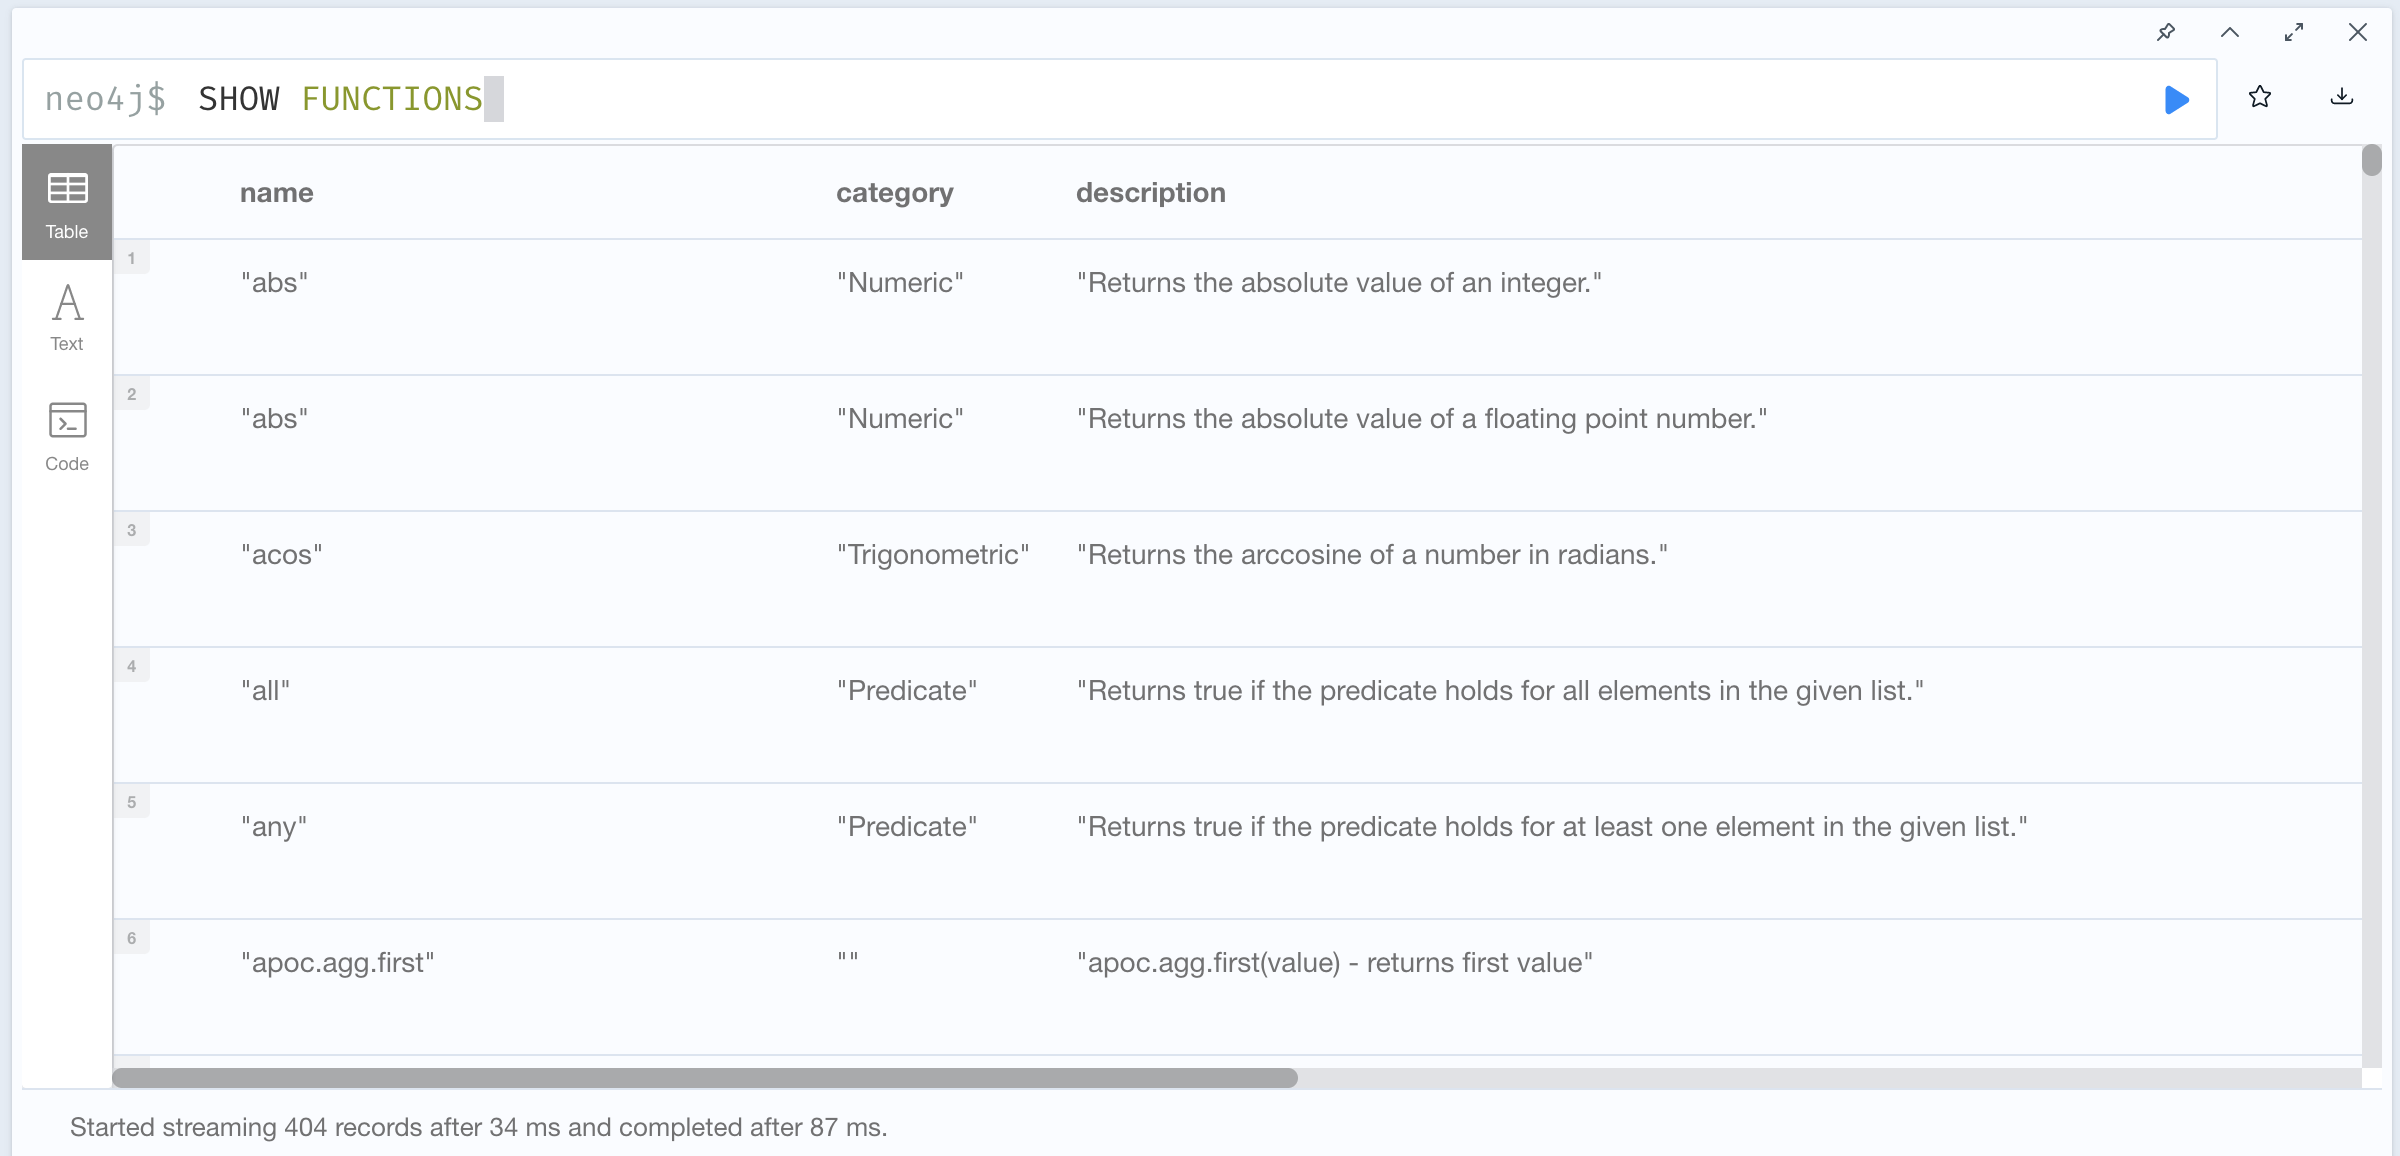 neo4j$ SHOW FUNCTIONS
Table
Text
Code
name category description
1
"abs" "Numeric" "Returns the absolute value of an integer."
2
"abs" "Numeric" "Returns the absolute value of a floating point number."
3
"acos" "Trigonometric" "Returns the arccosine of a number in radians."
4
"all" "Predicate" "Returns true if the predicate holds for all elements in the given list."
5
"any" "Predicate" "Returns true if the predicate holds for at least one element in the given list."
6
"apoc.agg.first" "" "apoc.agg.first(value) - returns first value"
Started streaming 404 records after 34 ms and completed after 87 ms.